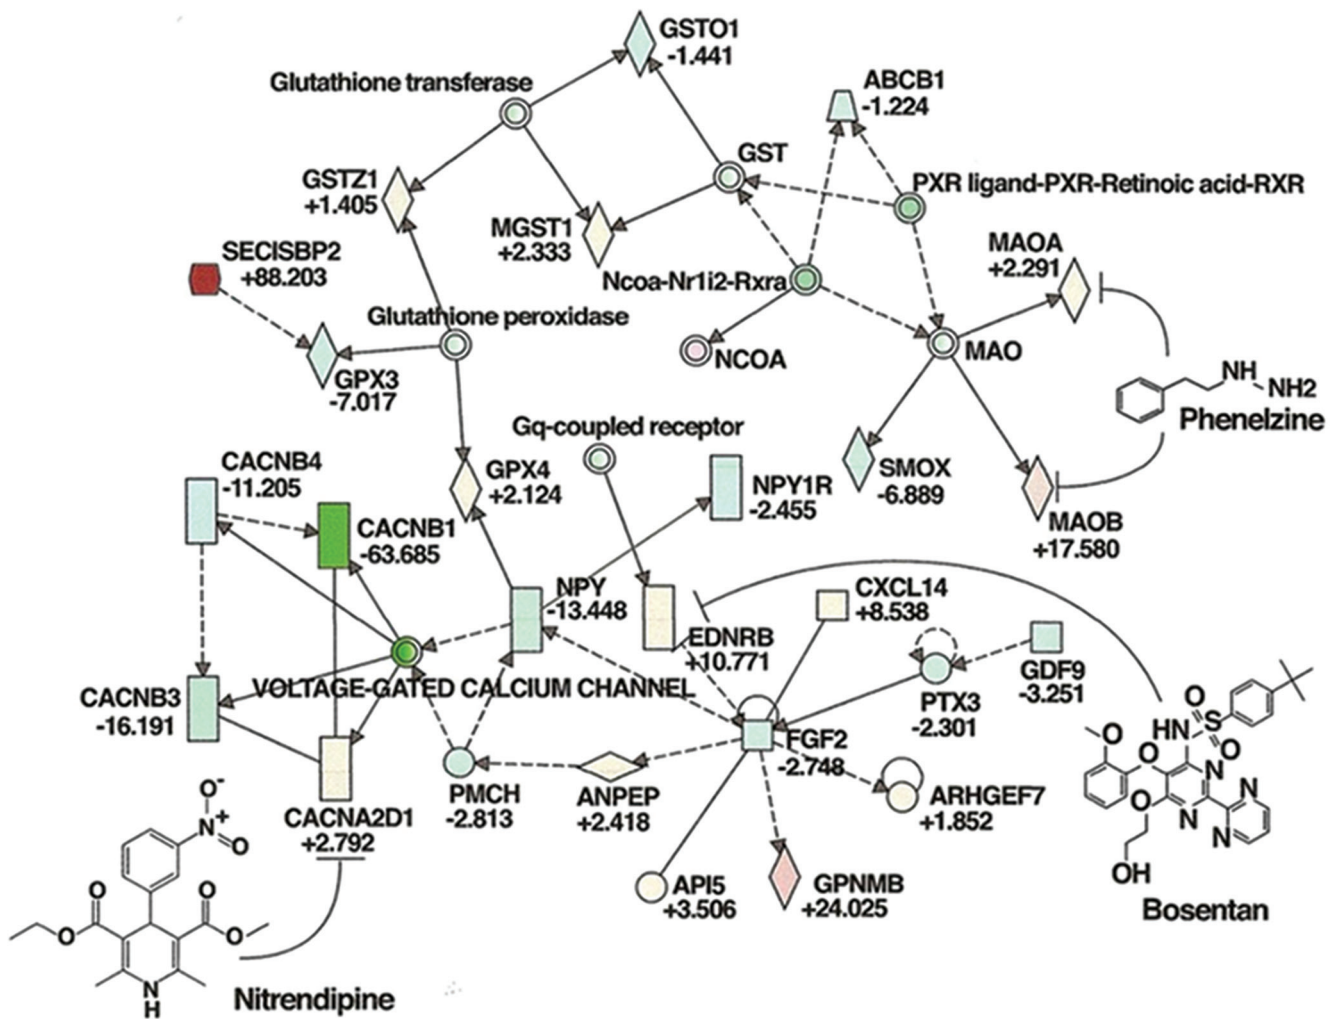 GSTO1
-1.441
Glutathione transferase
ABCB1
-1.224
GST
GSTZ1
+1.405
PXR ligand-PXR-Retinoic acid-RXR
MGST1
+2.333
MAOA
+2.291
SECISBP2
+88.203
Ncoa-Nr1i2-Rxra
Glutathione peroxidase
NCOA
MAO
GPX3
-7.017
NH
NH2
Phenelzine
Gq-coupled receptor
CACNB4
-11.205
GPX4
+2.124
NPY1R
-2.455
SMOX
-6.889
CACNB1
-63.685
MAOB
+17.580
NPY
-13.448
CXCL14
+8.538
EDNRB
+10.771
GDF9
-3.251
VOLTAGE-GATED CALCIUM CHANNEL
CACNB3
-16.191
PTX3
-2.301
FGF2
-2.748
PMCH
-2.813
ANPEP
+2.418
ARHGEF7
+1.852
CACNA2D1
+2.792
API5
+3.506
GPNMB
+24.025
O
HN
S
O
O
O
O
N
N
N
N
OH
Bosentan
O-
N+
O
O
O
O
O
N
H
Nitrendipine